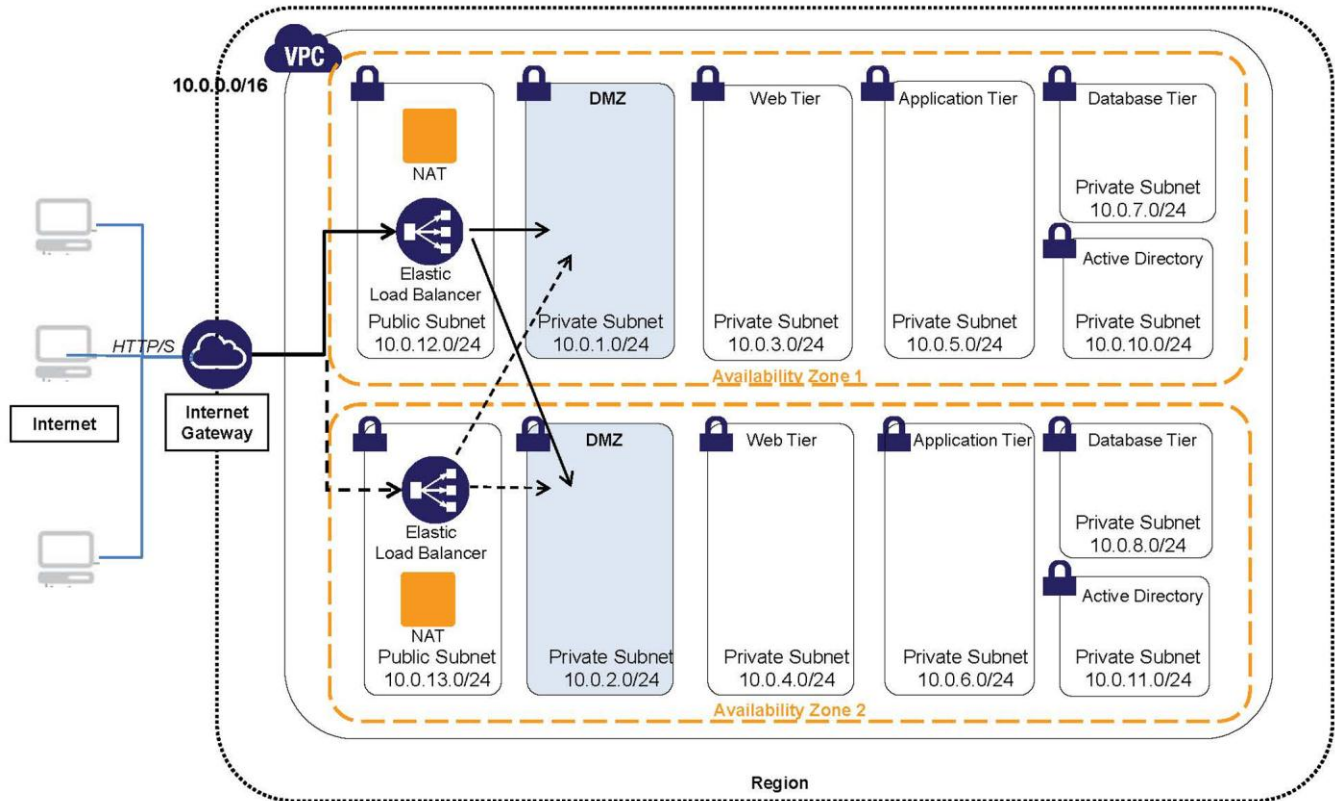 VPC
10.0.0.0/16
DMZ
Web Tier
Application Tier
Database Tier
NAT
Private Subnet
10.0.7.0/24
Active Directory
Elastic
Load Balancer
Public Subnet
10.0.12.0/24
Private Subnet
10.0.1.0/24
Private Subnet
10.0.3.0/24
Private Subnet
10.0.5.0/24
Private Subnet
10.0.10.0/24
Availability Zone 1
HTTP/S
Internet
Internet
Gateway
DMZ
Web Tier
Application Tier
Database Tier
Elastic
Load Balancer
Private Subnet
10.0.8.0/24
Active Directory
NAT
Public Subnet
10.0.13.0/24
Private Subnet
10.0.2.0/24
Private Subnet
10.0.4.0/24
Private Subnet
10.0.6.0/24
Private Subnet
10.0.11.0/24
Availability Zone 2
Region